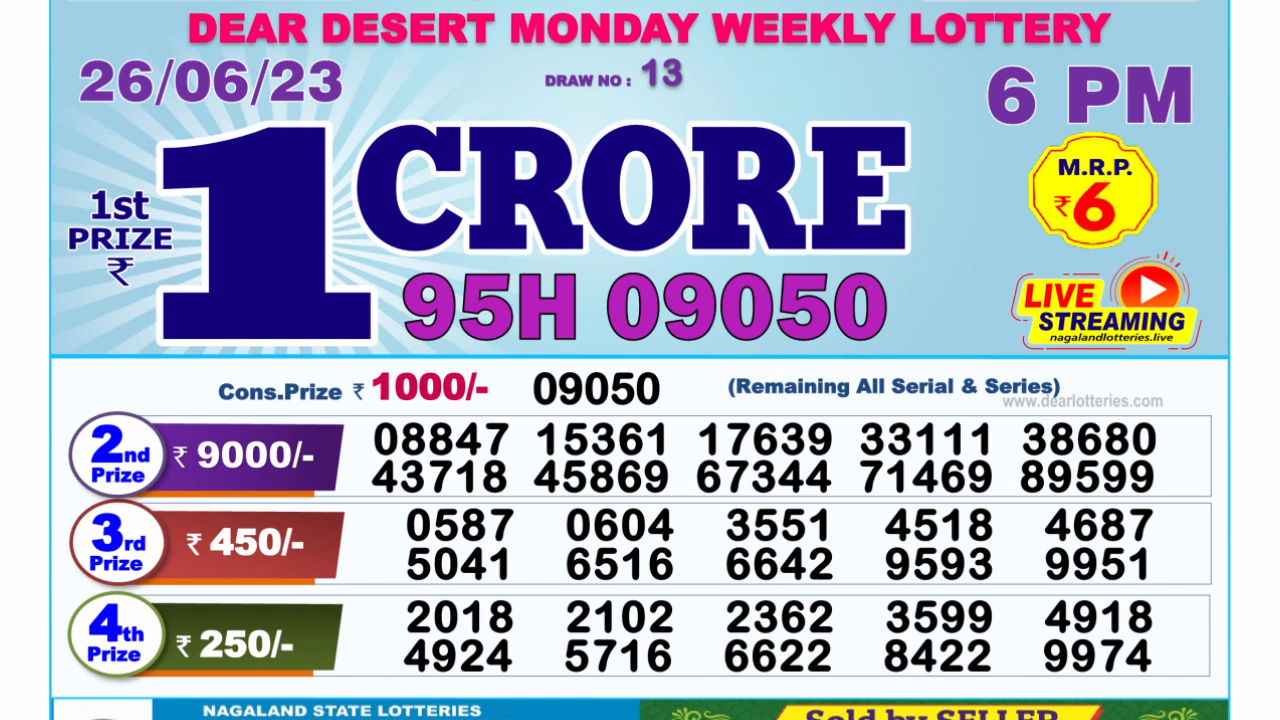 DEAR DESERT MONDAY WEEKLY LOTTERY
26/06/23
DRAW NO : 13
6 PM
1st
PRIZE
₹
1 CRORE
M.R.P.
₹6
95H 09050
LIVE
STREAMING
nagalandlotteries.live
Cons.Prize ₹ 1000/- 09050 (Remaining All Serial & Series)
www.dearlotteries.com
2nd
Prize
₹ 9000/-
08847 15361 17639 33111 38680
43718 45869 67344 71469 89599
3rd
Prize
₹ 450/-
0587 0604 3551 4518 4687
5041 6516 6642 9593 9951
4th
Prize
₹ 250/-
2018 2102 2362 3599 4918
4924 5716 6622 8422 9974
NAGALAND STATE LOTTERIES
Sold by SELLER